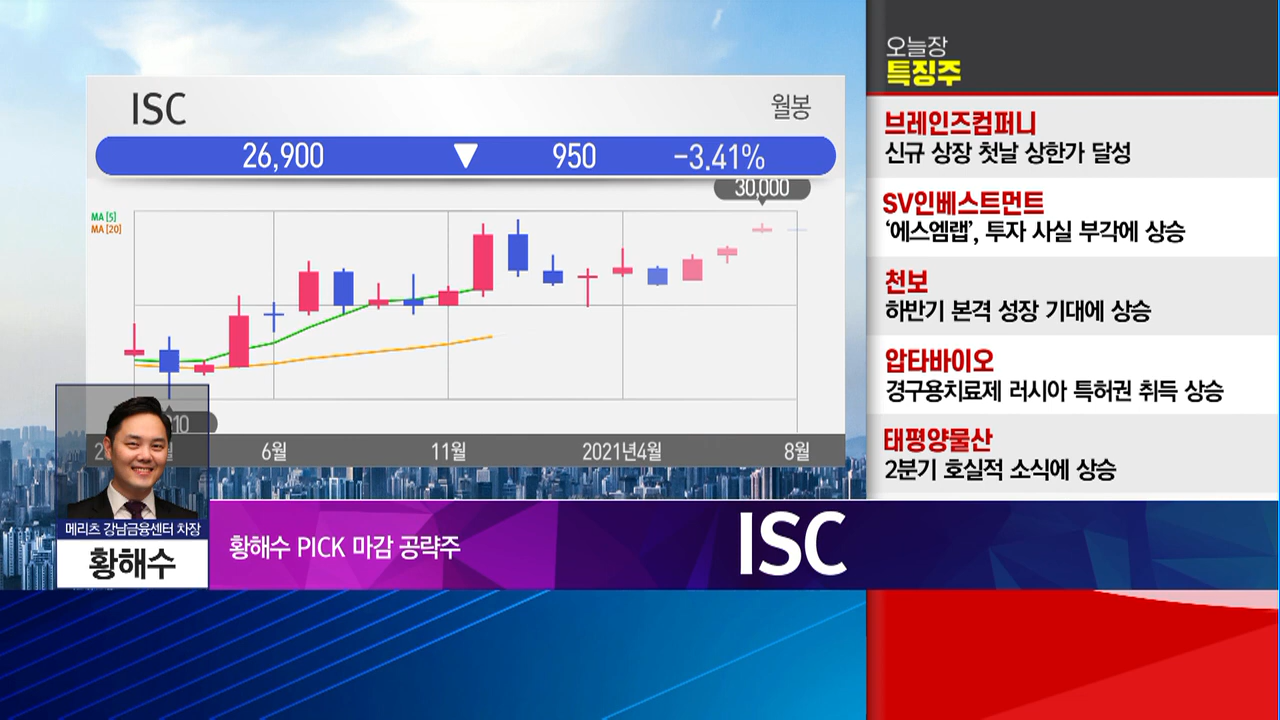 ISC
월봉
26,900 ▼ 950 -3.41%
30,000
MA [5]
MA [20]
6월 11월 2021년4월 8월
메리츠 강남금융센터 차장
황해수
황해수 PICK 마감 공략주
ISC
오늘장
특징주
브레인즈컴퍼니
신규 상장 첫날 상한가 달성
SV인베스트먼트
‘에스엠랩’, 투자 사실 부각에 상승
천보
하반기 본격 성장 기대에 상승
압타바이오
경구용치료제 러시아 특허권 취득 상승
태평양물산
2분기 호실적 소식에 상승